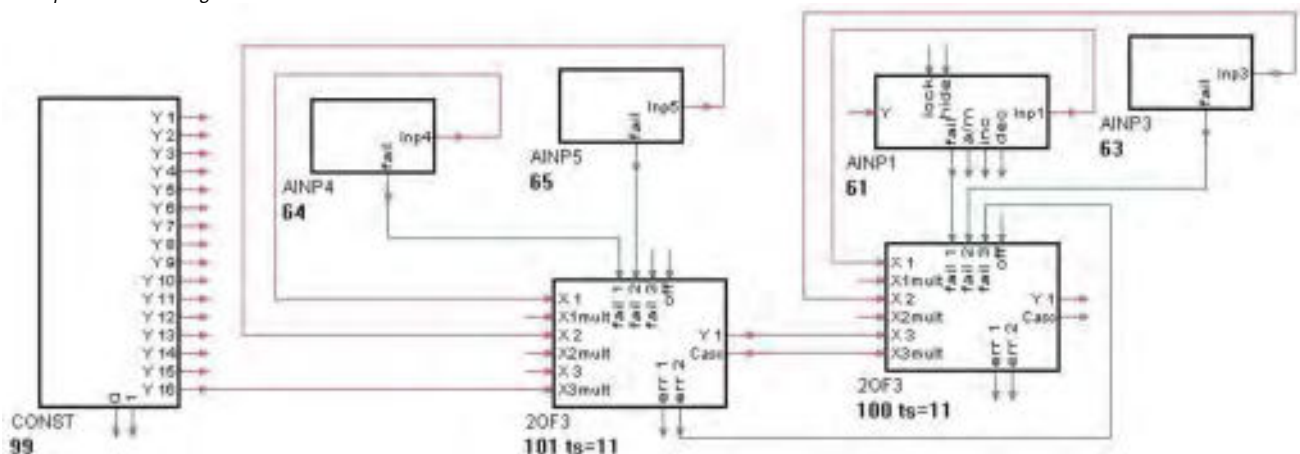 Y 1
Y 2
Y 3
Y 4
Y 5
Y 6
Y 7
Y 8
Y 9
Y 10
Y 11
Y 12
Y 13
Y 14
Y 15
Y 16
0
1
CONST
99
Inp4
fail
AINP4
64
Inp5
fail
AINP5
65
fail 1
fail 2
fail 3
off
X 1
X1mult
X 2
X2mult
X 3
X3mult
Y 1
Case
err 1
err 2
2OF3
101 ts=11
lock
hide
Y
Inp1
fail
a/m
inc
dec
AINP1
61
Inp3
fail
AINP3
63
fail 1
fail 2
fail 3
off
X 1
X1mult
X 2
X2mult
X 3
X3mult
Y 1
Case
err 1
err 2
2OF3
100 ts=11